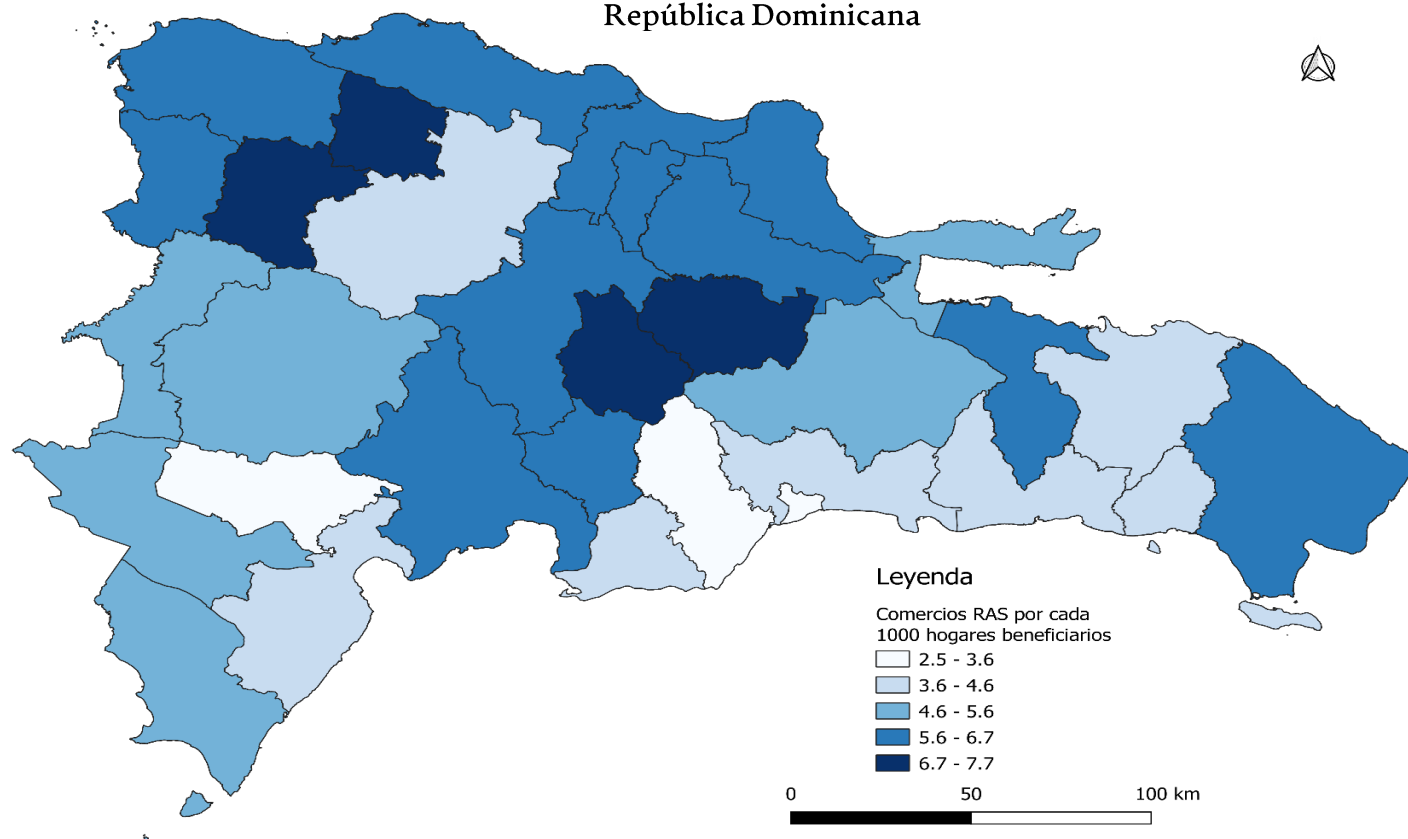 República Dominicana
Leyenda
Comercios RAS por cada
1000 hogares beneficiarios
2.5 - 3.6
3.6 - 4.6
4.6 - 5.6
5.6 - 6.7
6.7 - 7.7
0 50 100 km